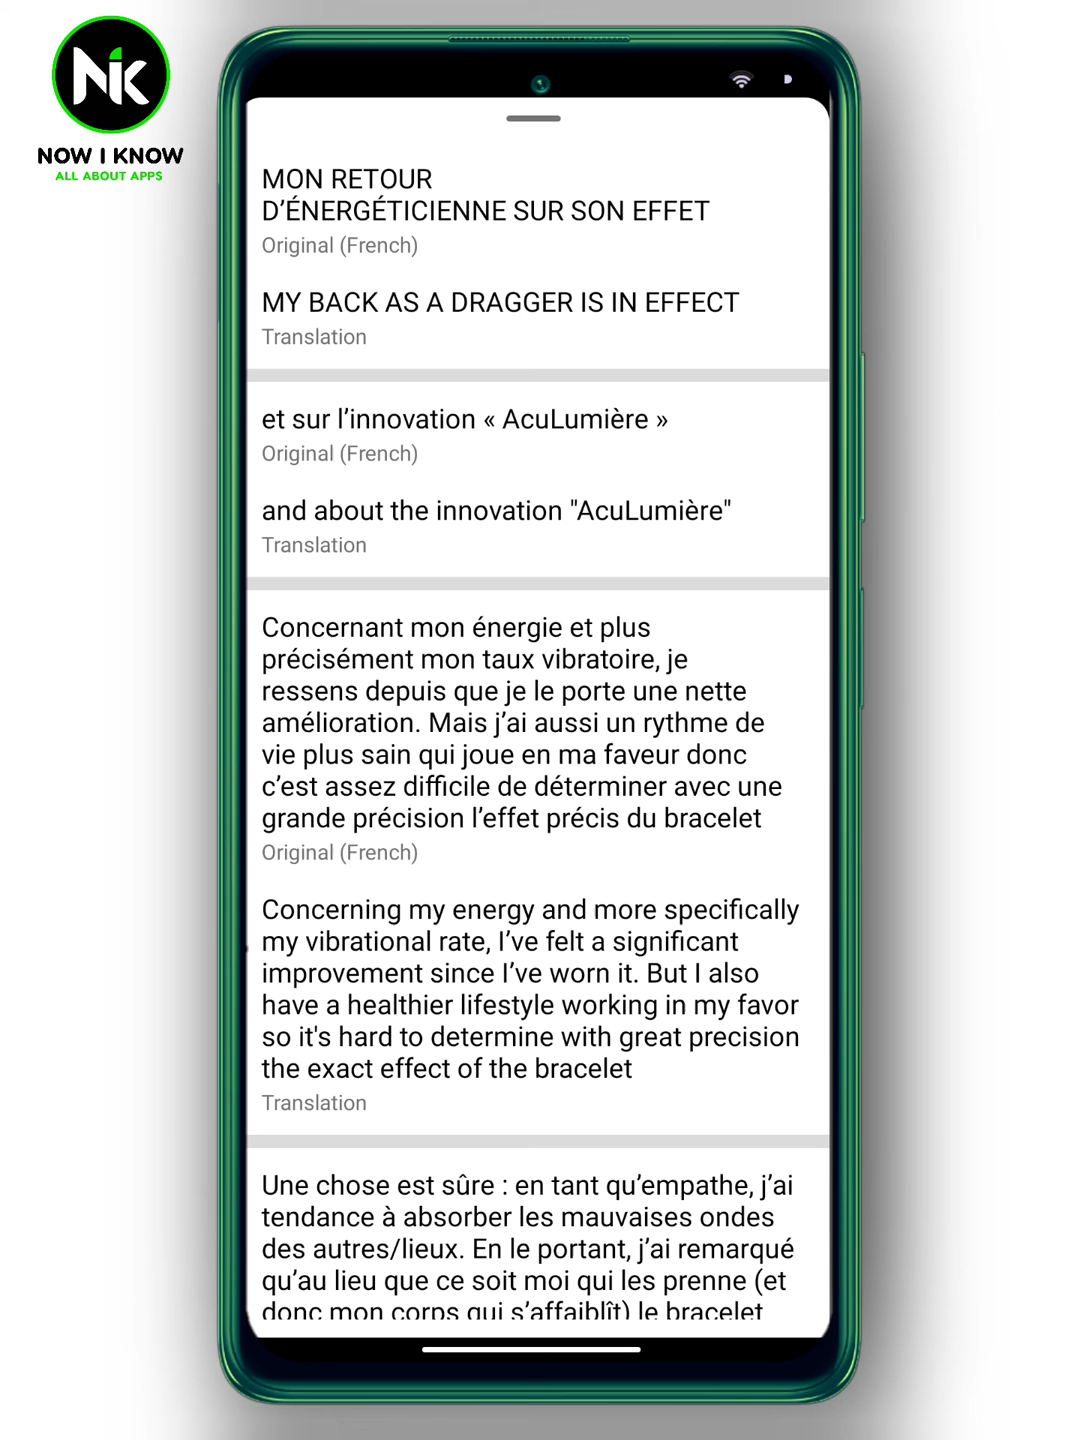 NIK
NOW I KNOW
ALL ABOUT APPS
MON RETOUR
D’ÉNERGÉTICIENNE SUR SON EFFET
Original (French)
MY BACK AS A DRAGGER IS IN EFFECT
Translation
et sur l’innovation « AcuLumière »
Original (French)
and about the innovation "AcuLumière"
Translation
Concernant mon énergie et plus
précisément mon taux vibratoire, je
ressens depuis que je le porte une nette
amélioration. Mais j’ai aussi un rythme de
vie plus sain qui joue en ma faveur donc
c’est assez difficile de déterminer avec une
grande précision l’effet précis du bracelet
Original (French)
Concerning my energy and more specifically
my vibrational rate, I’ve felt a significant
improvement since I’ve worn it. But I also
have a healthier lifestyle working in my favor
so it's hard to determine with great precision
the exact effect of the bracelet
Translation
Une chose est sûre : en tant qu’empathe, j’ai
tendance à absorber les mauvaises ondes
des autres/lieux. En le portant, j’ai remarqué
qu’au lieu que ce soit moi qui les prenne (et
donc mon corps qui s’affaiblît) le bracelet